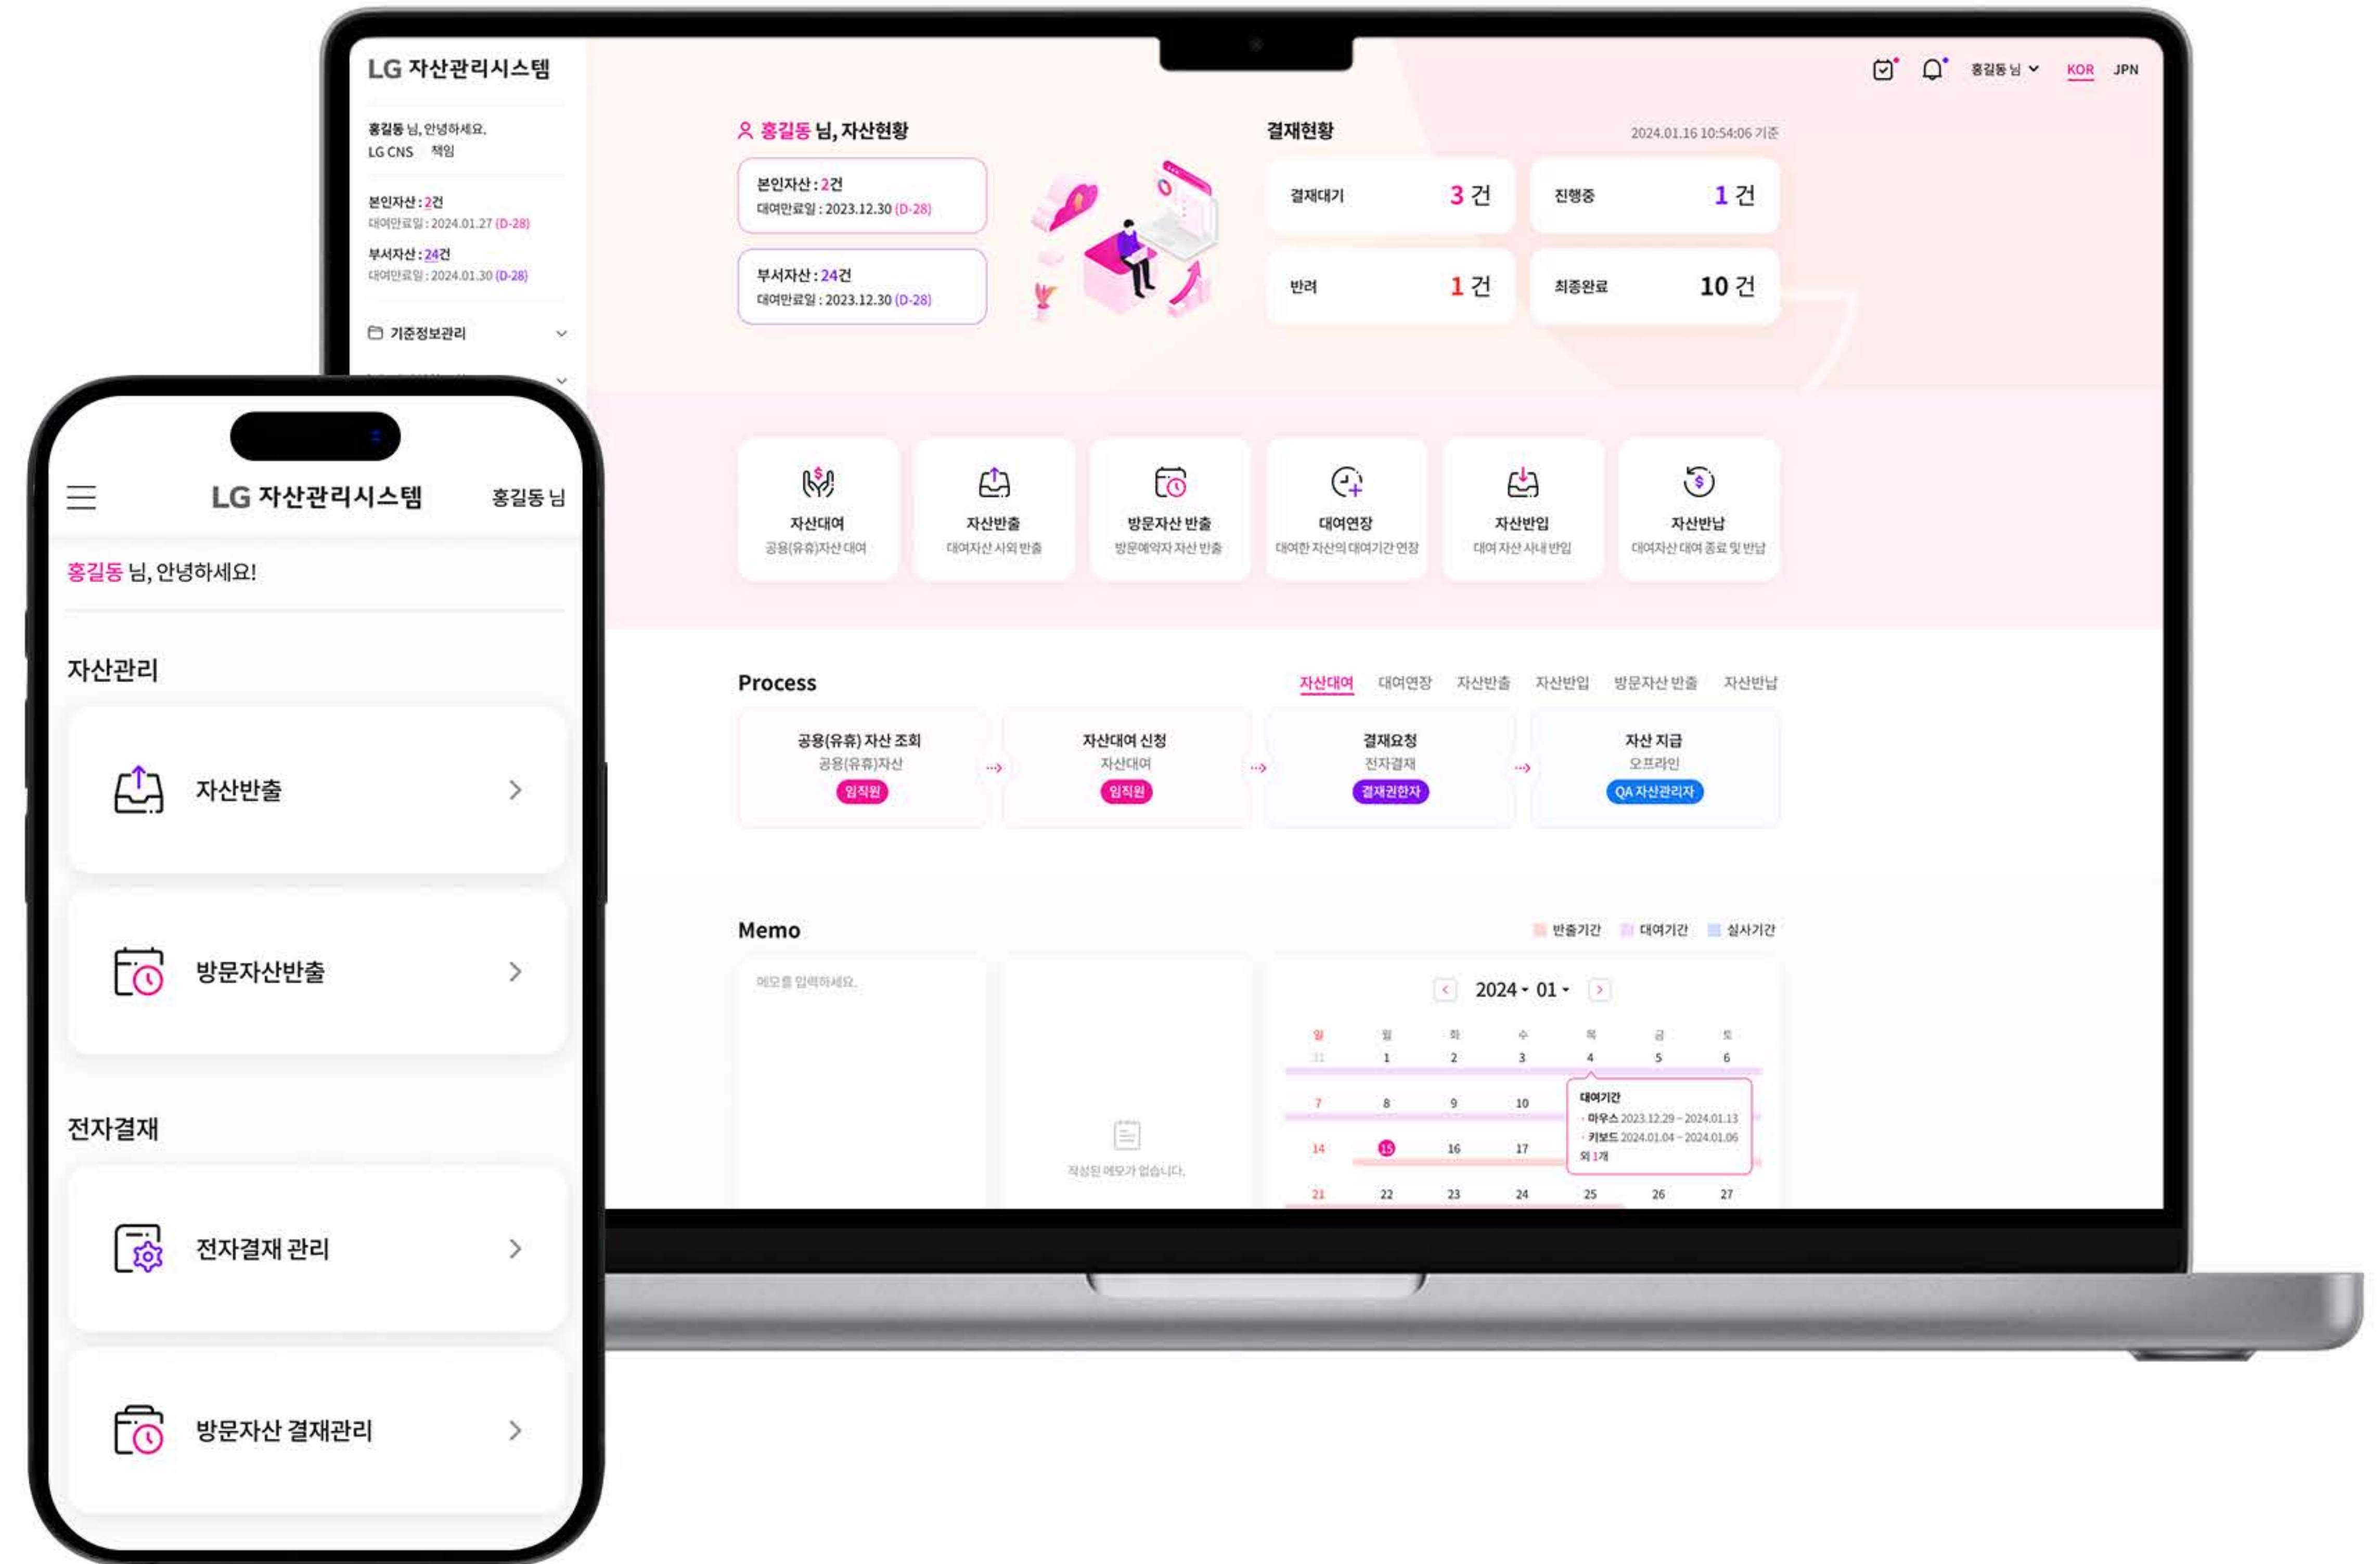 LG 자산관리시스템
홍길동 님 KOR JPN
홍길동 님, 안녕하세요.
LG CNS 책임
본인자산 : 2건
대여만료일 : 2024.01.27 (D-28)
부서자산 : 24건
대여만료일 : 2024.01.30 (D-28)
기준정보관리
홍길동 님, 자산현황
본인자산 : 2건
대여만료일 : 2023.12.30 (D-28)
부서자산 : 24건
대여만료일 : 2023.12.30 (D-28)
결재현황
2024.01.16 10:54:06 기준
결재대기 3 건
진행중 1 건
반려 1 건
최종완료 10 건
자산대여
공용(유휴)자산 대여
자산반출
대여자산 사외 반출
방문자산 반출
방문예약자 자산 반출
대여연장
대여한 자산의 대여기간 연장
자산반입
대여 자산 사내 반입
자산반납
대여자산 대여 종료 및 반납
Process
자산대여 대여연장 자산반출 자산반입 방문자산 반출 자산반납
공용(유휴) 자산 조회
공용(유휴)자산
임직원
자산대여 신청
자산대여
임직원
결재요청
전자결재
결재권한자
자산 지급
오프라인
QA 자산관리자
Memo
반출기간 대여기간 실사기간
메모를 입력하세요.
작성된 메모가 없습니다.
2024 01
일 월 화 수 목 금 토
31 1 2 3 4 5 6
7 8 9 10
14 15 16 17
21 22 23 24 25 26 27
대여기간
· 마우스 2023.12.29 ~ 2024.01.13
· 키보드 2024.01.04 ~ 2024.01.06
외 1개
LG 자산관리시스템
홍길동 님
홍길동 님, 안녕하세요!
자산관리
자산반출
방문자산반출
전자결재
전자결재 관리
방문자산 결재관리